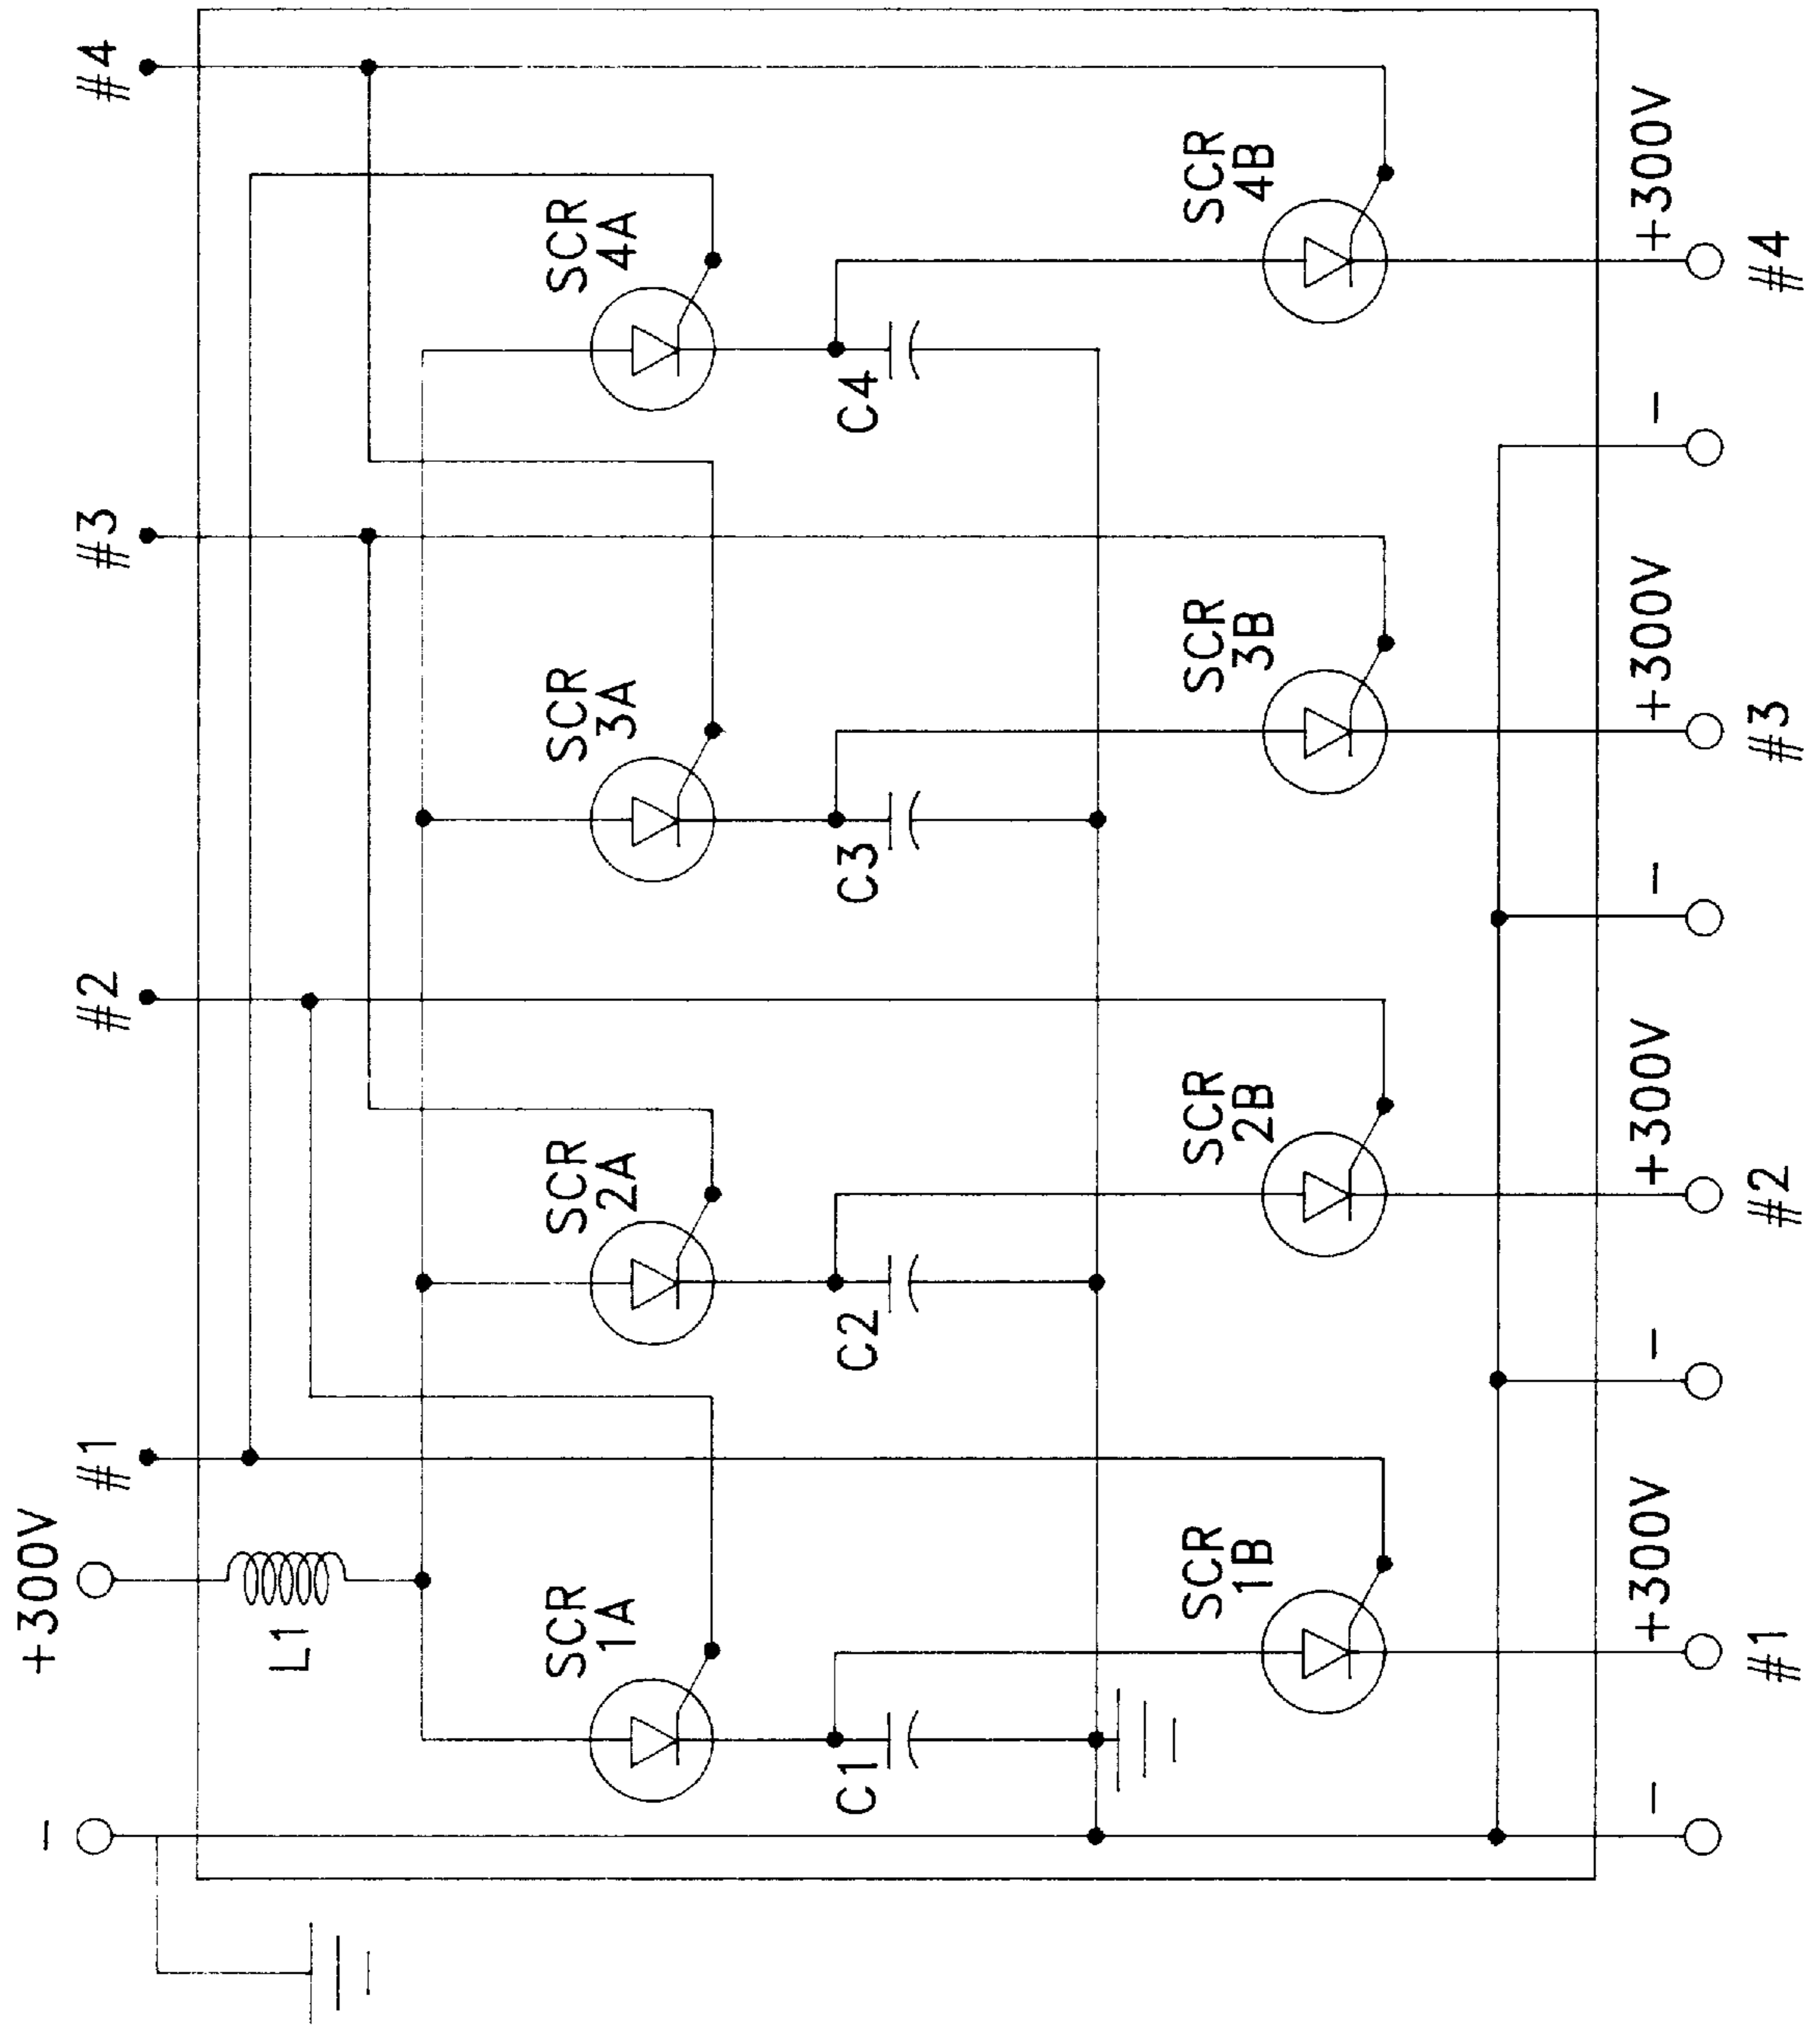 -
+300V
#1
#2
#3
#4
L1
SCR
1A
SCR
2A
SCR
3A
SCR
4A
C1
C2
C3
C4
SCR
1B
SCR
2B
SCR
3B
SCR
4B
-
+300V
-
+300V
-
+300V
-
+300V
#1
#2
#3
#4